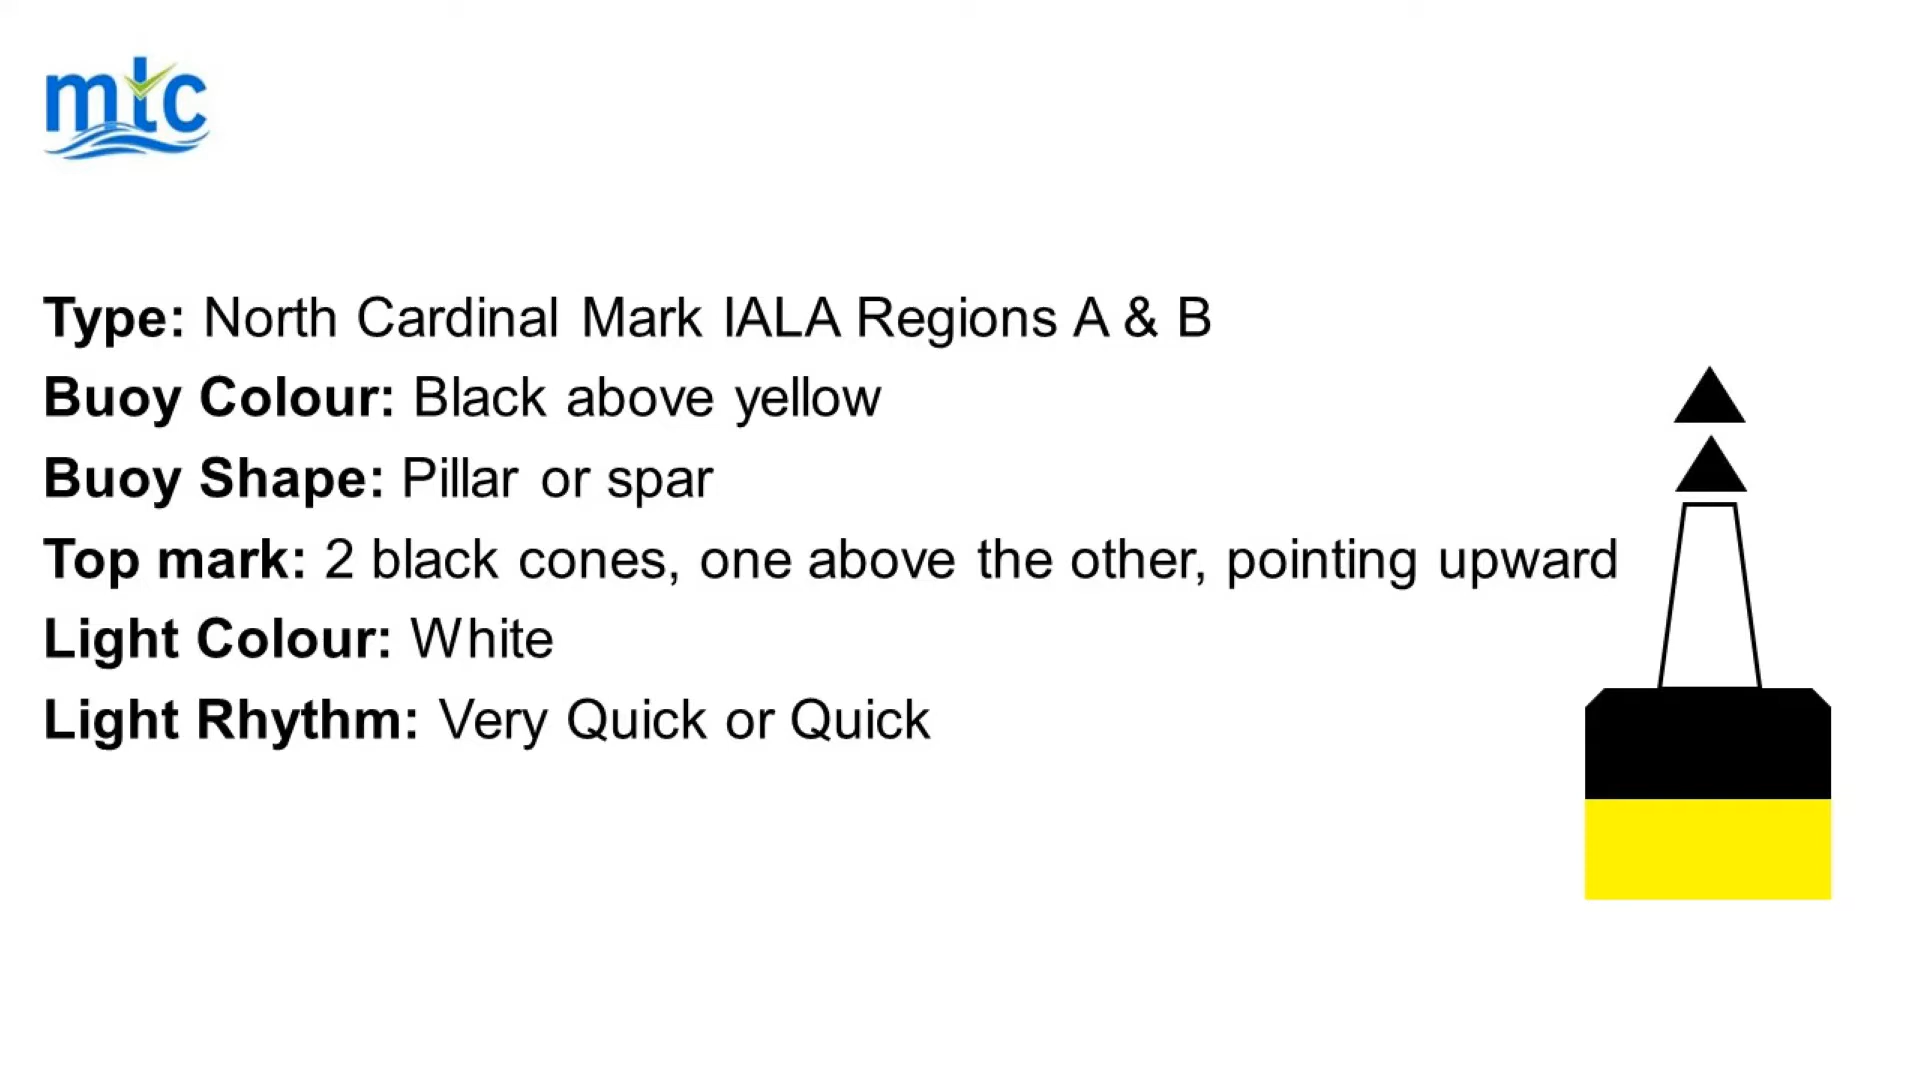 mtc
Type: North Cardinal Mark IALA Regions A & B
Buoy Colour: Black above yellow
Buoy Shape: Pillar or spar
Top mark: 2 black cones, one above the other, pointing upward
Light Colour: White
Light Rhythm: Very Quick or Quick